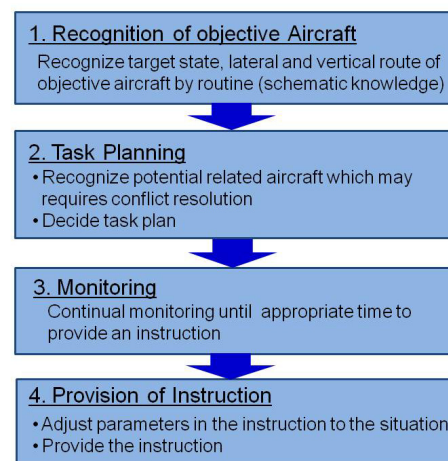 1. Recognition of objective Aircraft
Recognize target state, lateral and vertical route of
objective aircraft by routine (schematic knowledge)
2. Task Planning
• Recognize potential related aircraft which may
requires conflict resolution
• Decide task plan
3. Monitoring
Continual monitoring until appropriate time to
provide an instruction
4. Provision of Instruction
• Adjust parameters in the instruction to the situation
• Provide the instruction